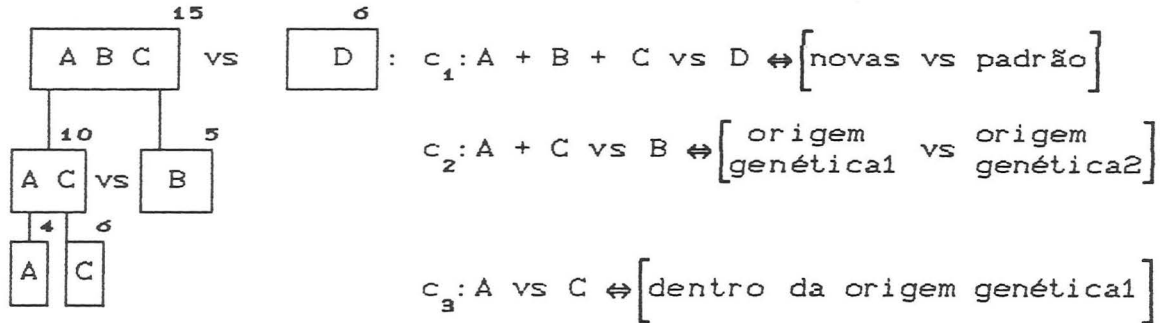 15 6
A B C vs D : c1: A + B + C vs D ⇔ [novas vs padrão]
10 5
A C vs B c2: A + C vs B ⇔ [origem genética1 vs origem genética2]
4 6
A C
c3: A vs C ⇔ [dentro da origem genética1]